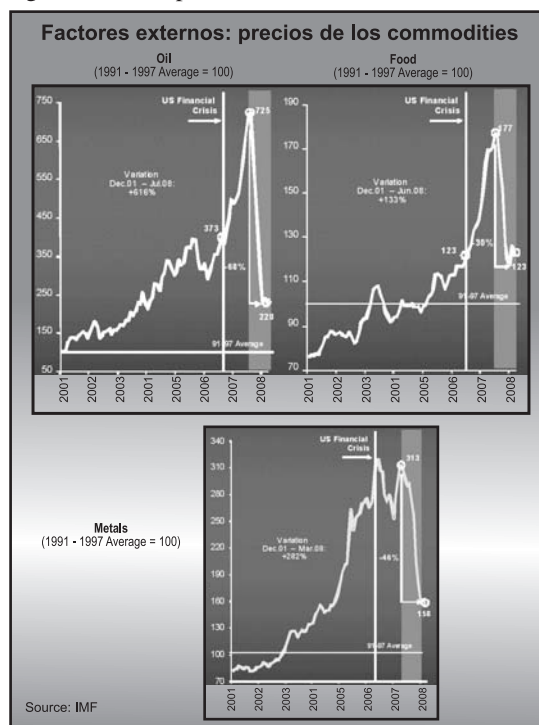 Factores externos: precios de los commodities
Oil
(1991 - 1997 Average = 100)
750
650
550
450
350
250
150
50
US Financial
Crisis
725
Variation
Dec.01 – Jul.08:
+616%
373
-68%
228
91-97 Average
2001
2002
2003
2004
2005
2006
2007
2008
Food
(1991 - 1997 Average = 100)
190
170
150
130
110
90
70
US Financial
Crisis
177
Variation
Dec.01 – Jun.08:
+133%
123
-30%
123
91-97 Average
2001
2002
2003
2004
2005
2006
2007
2008
Metals
(1991 - 1997 Average = 100)
340
310
280
250
220
190
160
130
100
70
US Financial
Crisis
313
Variation
Dec.01 – Mar.08:
+282%
158
91-97 Average
2001
2002
2003
2004
2005
2006
2007
2008
Source: IMF